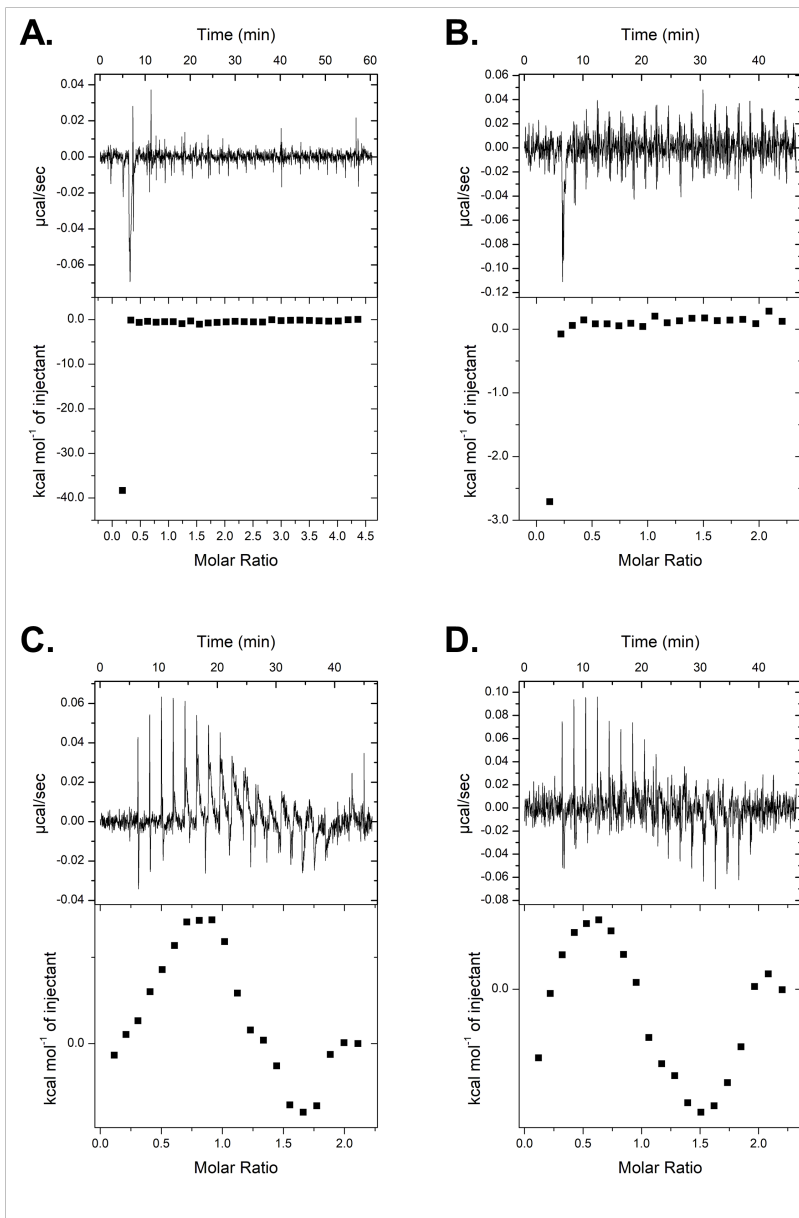 A.
Time (min)
0 10 20 30 40 50 60
0.04
0.02
0.00
-0.02
-0.04
-0.06
µcal/sec
0.0
-10.0
-20.0
-30.0
-40.0
kcal mol⁻¹ of injectant
0.0 0.5 1.0 1.5 2.0 2.5 3.0 3.5 4.0 4.5
Molar Ratio
B.
Time (min)
0 10 20 30 40
0.06
0.04
0.02
0.00
-0.02
-0.04
-0.06
-0.08
-0.10
-0.12
µcal/sec
0.0
-1.0
-2.0
-3.0
kcal mol⁻¹ of injectant
0.0 0.5 1.0 1.5 2.0
Molar Ratio
C.
Time (min)
0 10 20 30 40
0.06
0.04
0.02
0.00
-0.02
-0.04
µcal/sec
0.0
kcal mol⁻¹ of injectant
0.0 0.5 1.0 1.5 2.0
Molar Ratio
D.
Time (min)
0 10 20 30 40
0.10
0.08
0.06
0.04
0.02
0.00
-0.02
-0.04
-0.06
-0.08
µcal/sec
0.0
kcal mol⁻¹ of injectant
0.0 0.5 1.0 1.5 2.0
Molar Ratio